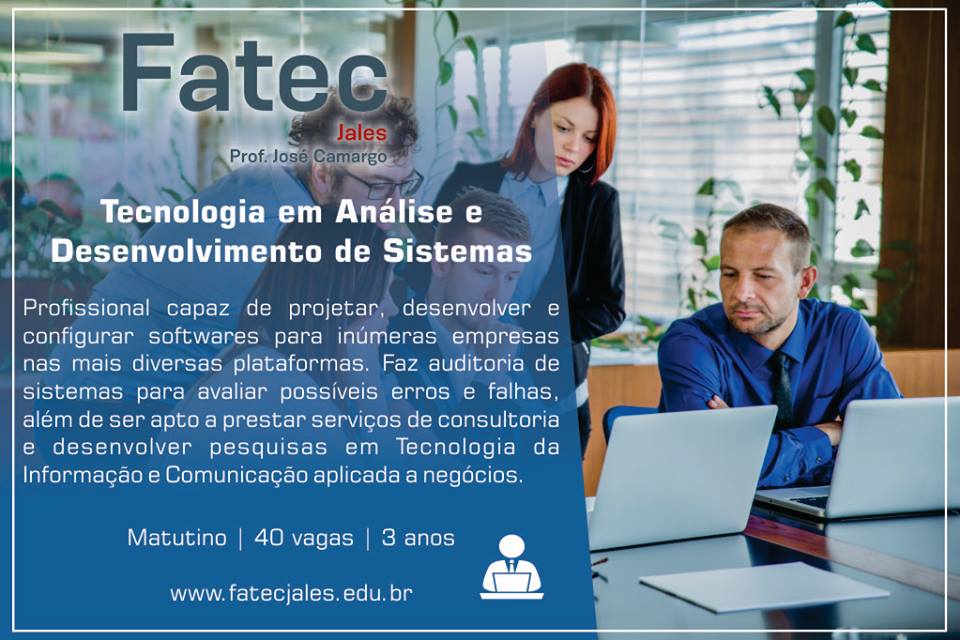 Fatec
Jales
Prof. José Camargo
Tecnologia em Análise e
Desenvolvimento de Sistemas
Profissional capaz de projetar, desenvolver e
configurar softwares para inúmeras empresas
nas mais diversas plataformas. Faz auditoria de
sistemas para avaliar possíveis erros e falhas,
além de ser apto a prestar serviços de consultoria
e desenvolver pesquisas em Tecnologia da
Informação e Comunicação aplicada a negócios.
Matutino | 40 vagas | 3 anos
www.fatecjales.edu.br